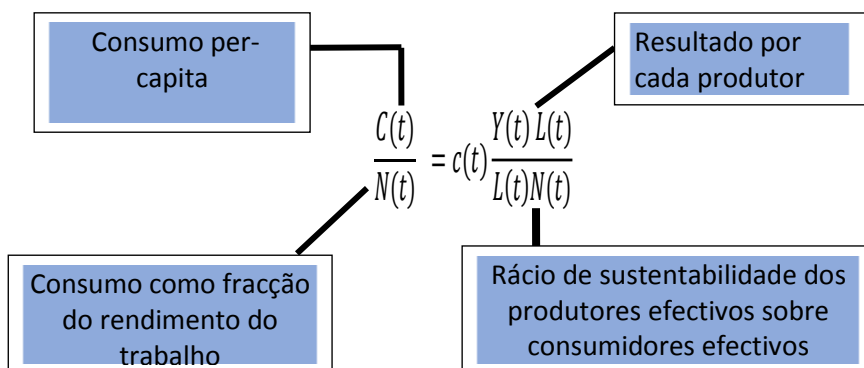 Consumo per-
capita
Resultado por
cada produtor
C(t)
N(t)
= c(t)
Y(t) L(t)
L(t)N(t)
Consumo como fracção
do rendimento do
trabalho
Rácio de sustentabilidade dos
produtores efectivos sobre
consumidores efectivos